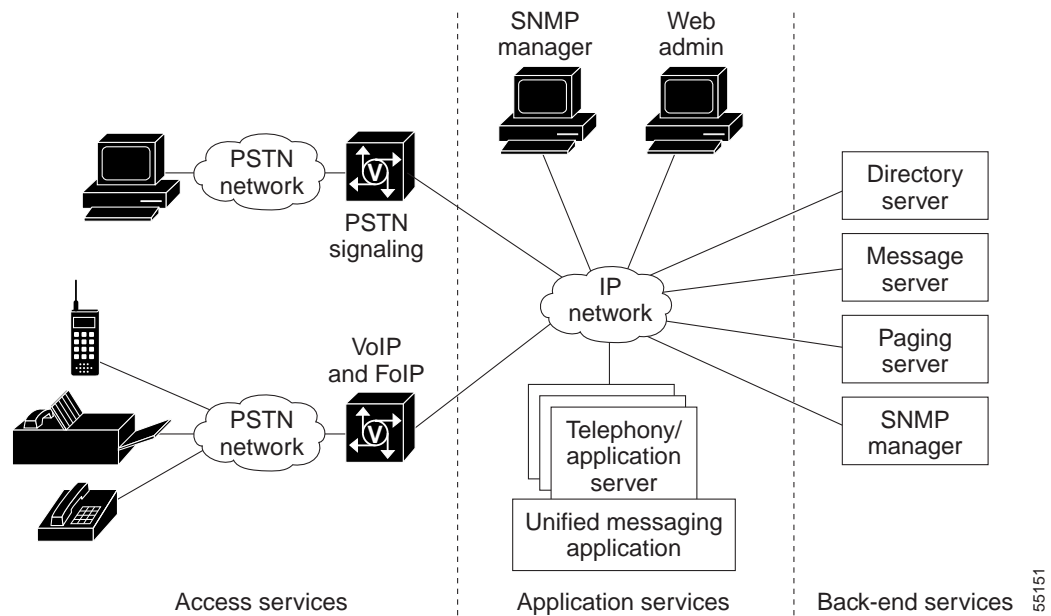 SNMP
manager
Web
admin
PSTN
network
V
PSTN
signaling
Directory
server
Message
server
IP
network
Paging
server
VoIP
and FoIP
PSTN
network
V
SNMP
manager
Telephony/
application
server
Unified messaging
application
Access services
Application services
Back-end services
55151